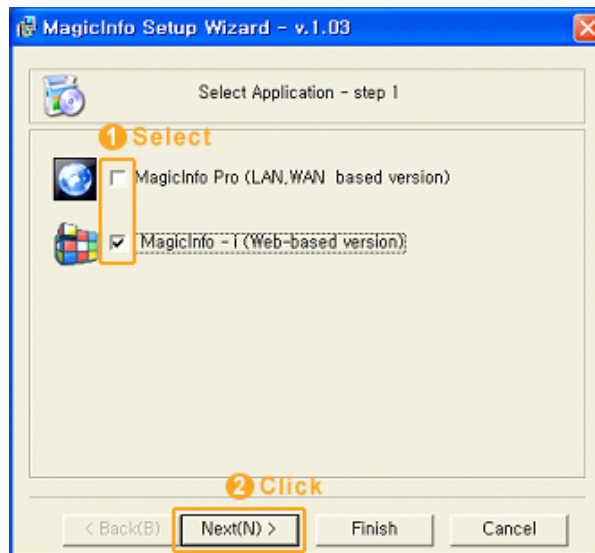 MagicInfo Setup Wizard - v.1.03
Select Application - step 1
1 Select
MagicInfo Pro (LAN,WAN based version)
MagicInfo - i (Web-based version)
2 Click
< Back(B)
Next(N) >
Finish
Cancel